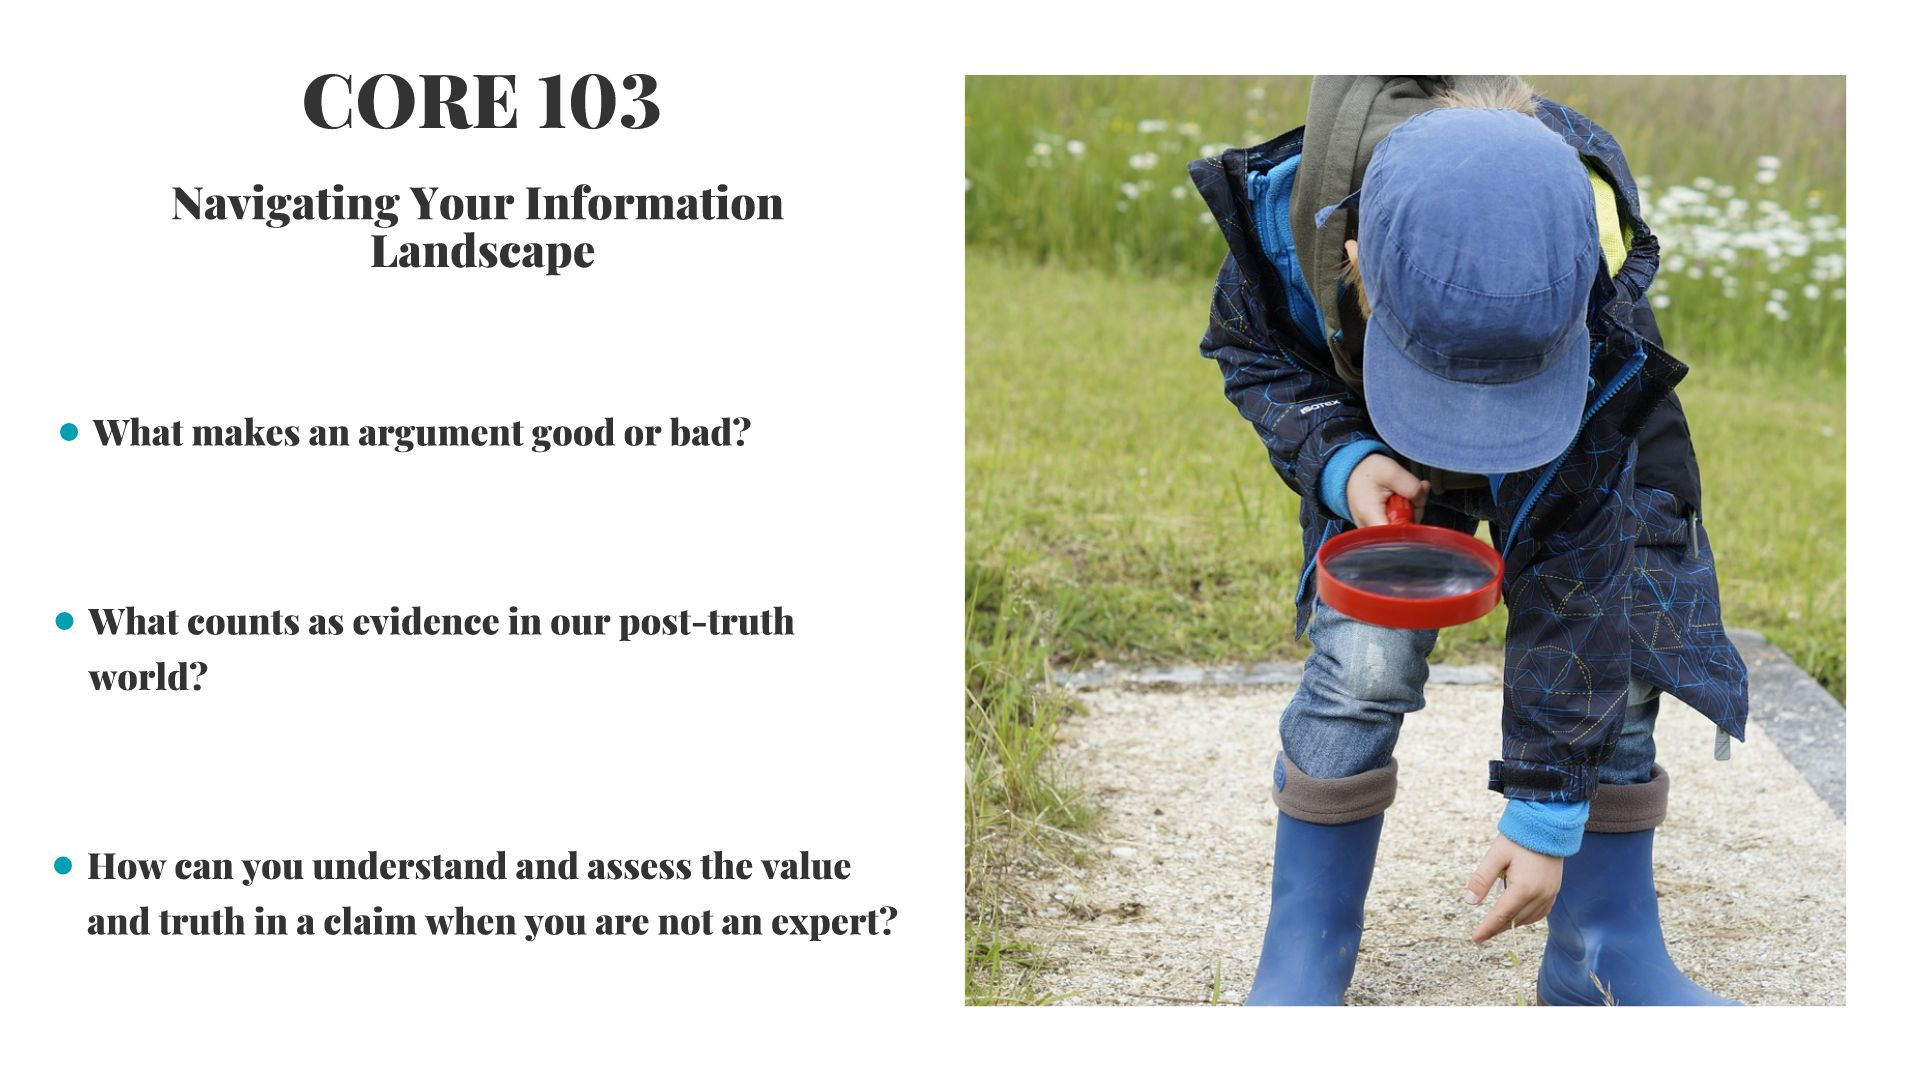 CORE 103
Navigating Your Information
Landscape
What makes an argument good or bad?
What counts as evidence in our post-truth
world?
How can you understand and assess the value
and truth in a claim when you are not an expert?
ISOTEX